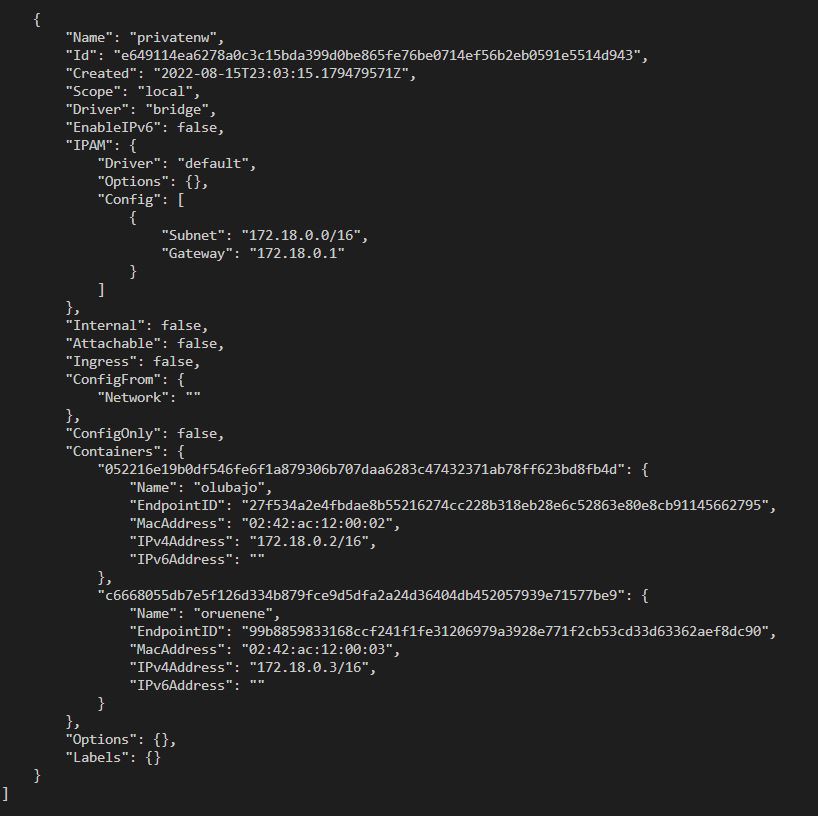 {
        "Name": "privatenw",
        "Id": "e649114ea6278a0c3c15bda399d0be865fe76be0714ef56b2eb0591e5514d943",
        "Created": "2022-08-15T23:03:15.179479571Z",
        "Scope": "local",
        "Driver": "bridge",
        "EnableIPv6": false,
        "IPAM": {
            "Driver": "default",
            "Options": {},
            "Config": [
                {
                    "Subnet": "172.18.0.0/16",
                    "Gateway": "172.18.0.1"
                }
            ]
        },
        "Internal": false,
        "Attachable": false,
        "Ingress": false,
        "ConfigFrom": {
            "Network": ""
        },
        "ConfigOnly": false,
        "Containers": {
            "052216e19b0df546fe6f1a879306b707daa6283c47432371ab78ff623bd8fb4d": {
                "Name": "olubajo",
                "EndpointID": "27f534a2e4fbdae8b55216274cc228b318eb28e6c52863e80e8cb91145662795",
                "MacAddress": "02:42:ac:12:00:02",
                "IPv4Address": "172.18.0.2/16",
                "IPv6Address": ""
            },
            "c6668055db7e5f126d334b879fce9d5dfa2a24d36404db452057939e71577be9": {
                "Name": "oruenene",
                "EndpointID": "99b8859833168ccf241f1fe31206979a3928e771f2cb53cd33d63362aef8dc90",
                "MacAddress": "02:42:ac:12:00:03",
                "IPv4Address": "172.18.0.3/16",
                "IPv6Address": ""
            }
        },
        "Options": {},
        "Labels": {}
    }
]